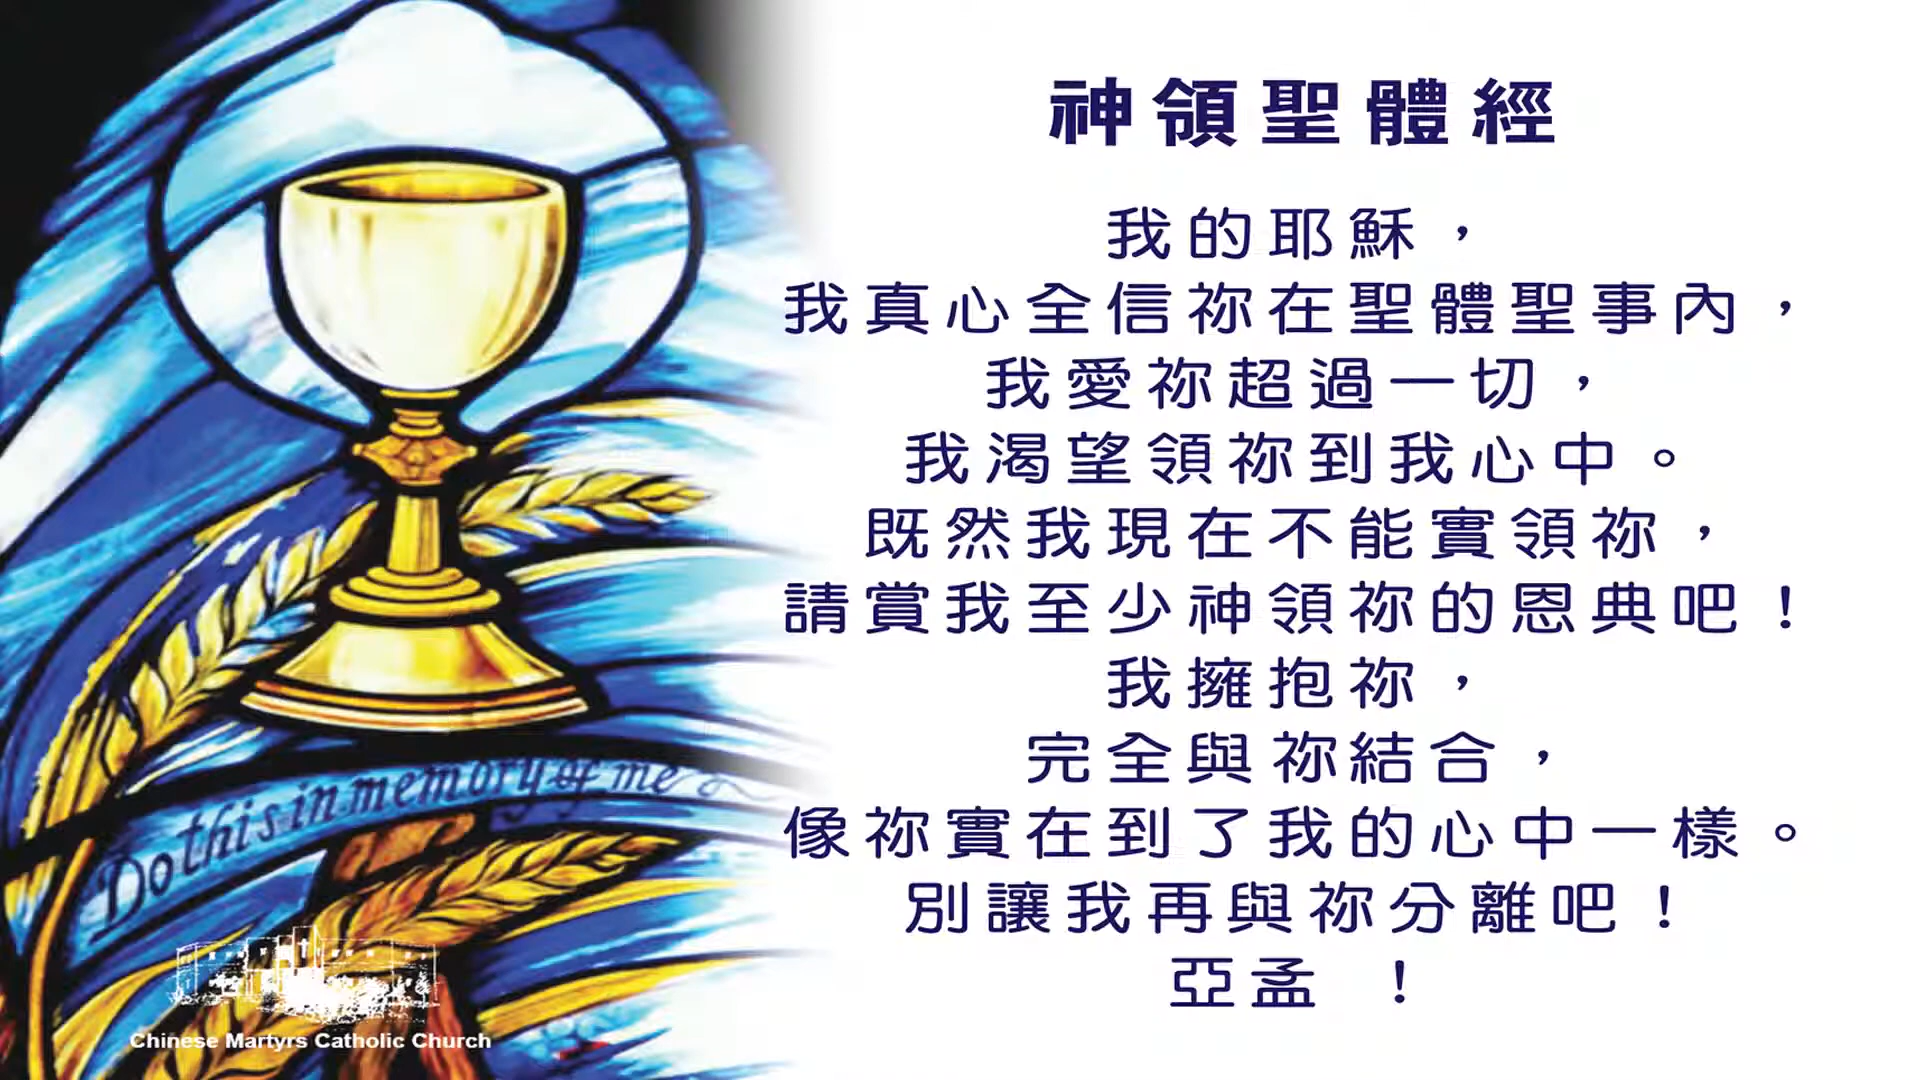 神領聖體經
我的耶穌，
我真心全信祢在聖體聖事內，
我愛祢超過一切，
我渴望領祢到我心中。
既然我現在不能實領祢，
請賞我至少神領祢的恩典吧！
我擁抱祢，
完全與祢結合，
像祢實在到了我的心中一樣。
別讓我再與祢分離吧！
亞孟 ！
Do this in memory of me
Chinese Martyrs Catholic Church